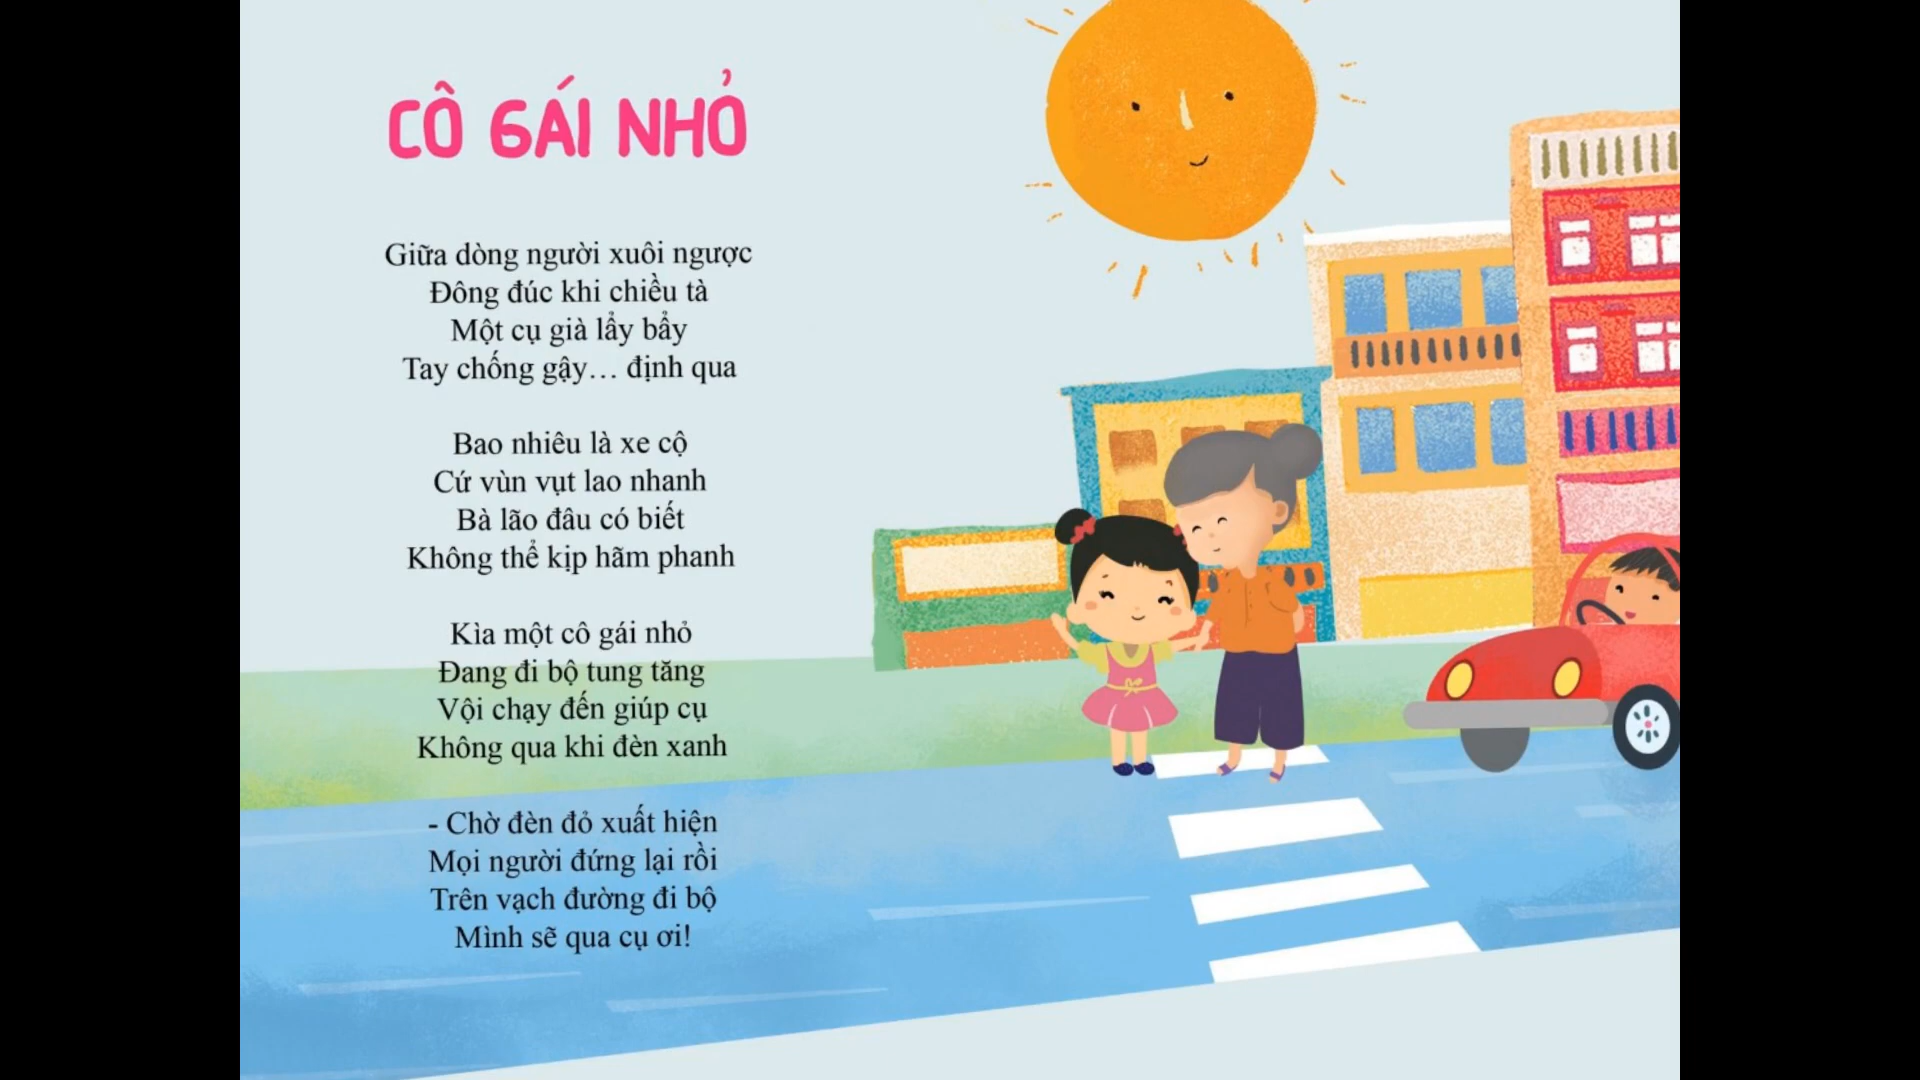 CÔ GÁI NHỎ
Giữa dòng người xuôi ngược
Đông đúc khi chiều tà
Một cụ già lẩy bẩy
Tay chống gậy… định qua
Bao nhiêu là xe cộ
Cứ vùn vụt lao nhanh
Bà lão đâu có biết
Không thể kịp hãm phanh
Kìa một cô gái nhỏ
Đang đi bộ tung tăng
Vội chạy đến giúp cụ
Không qua khi đèn xanh
- Chờ đèn đỏ xuất hiện
Mọi người đứng lại rồi
Trên vạch đường đi bộ
Mình sẽ qua cụ ơi!